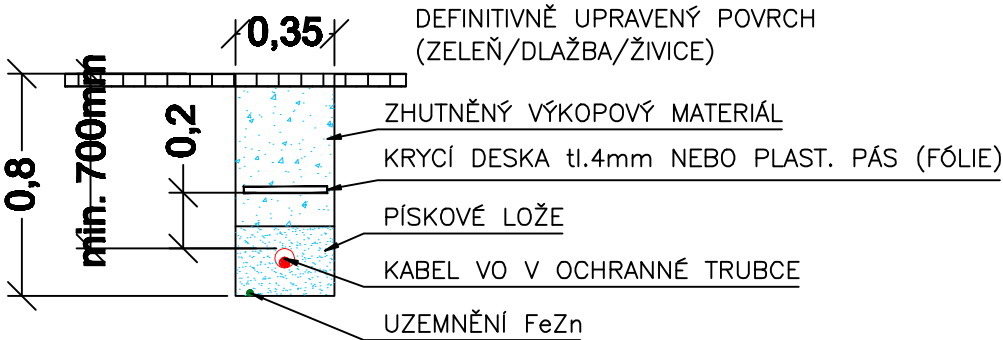 0,35
DEFINITIVNĚ UPRAVENÝ POVRCH
(ZELEŇ/DLAŽBA/ŽIVICE)
0,8
min. 700mm
0,2
ZHUTNĚNÝ VÝKOPOVÝ MATERIÁL
KRYCÍ DESKA tl.4mm NEBO PLAST. PÁS (FÓLIE)
PÍSKOVÉ LOŽE
KABEL VO V OCHRANNÉ TRUBCE
UZEMNĚNÍ FeZn